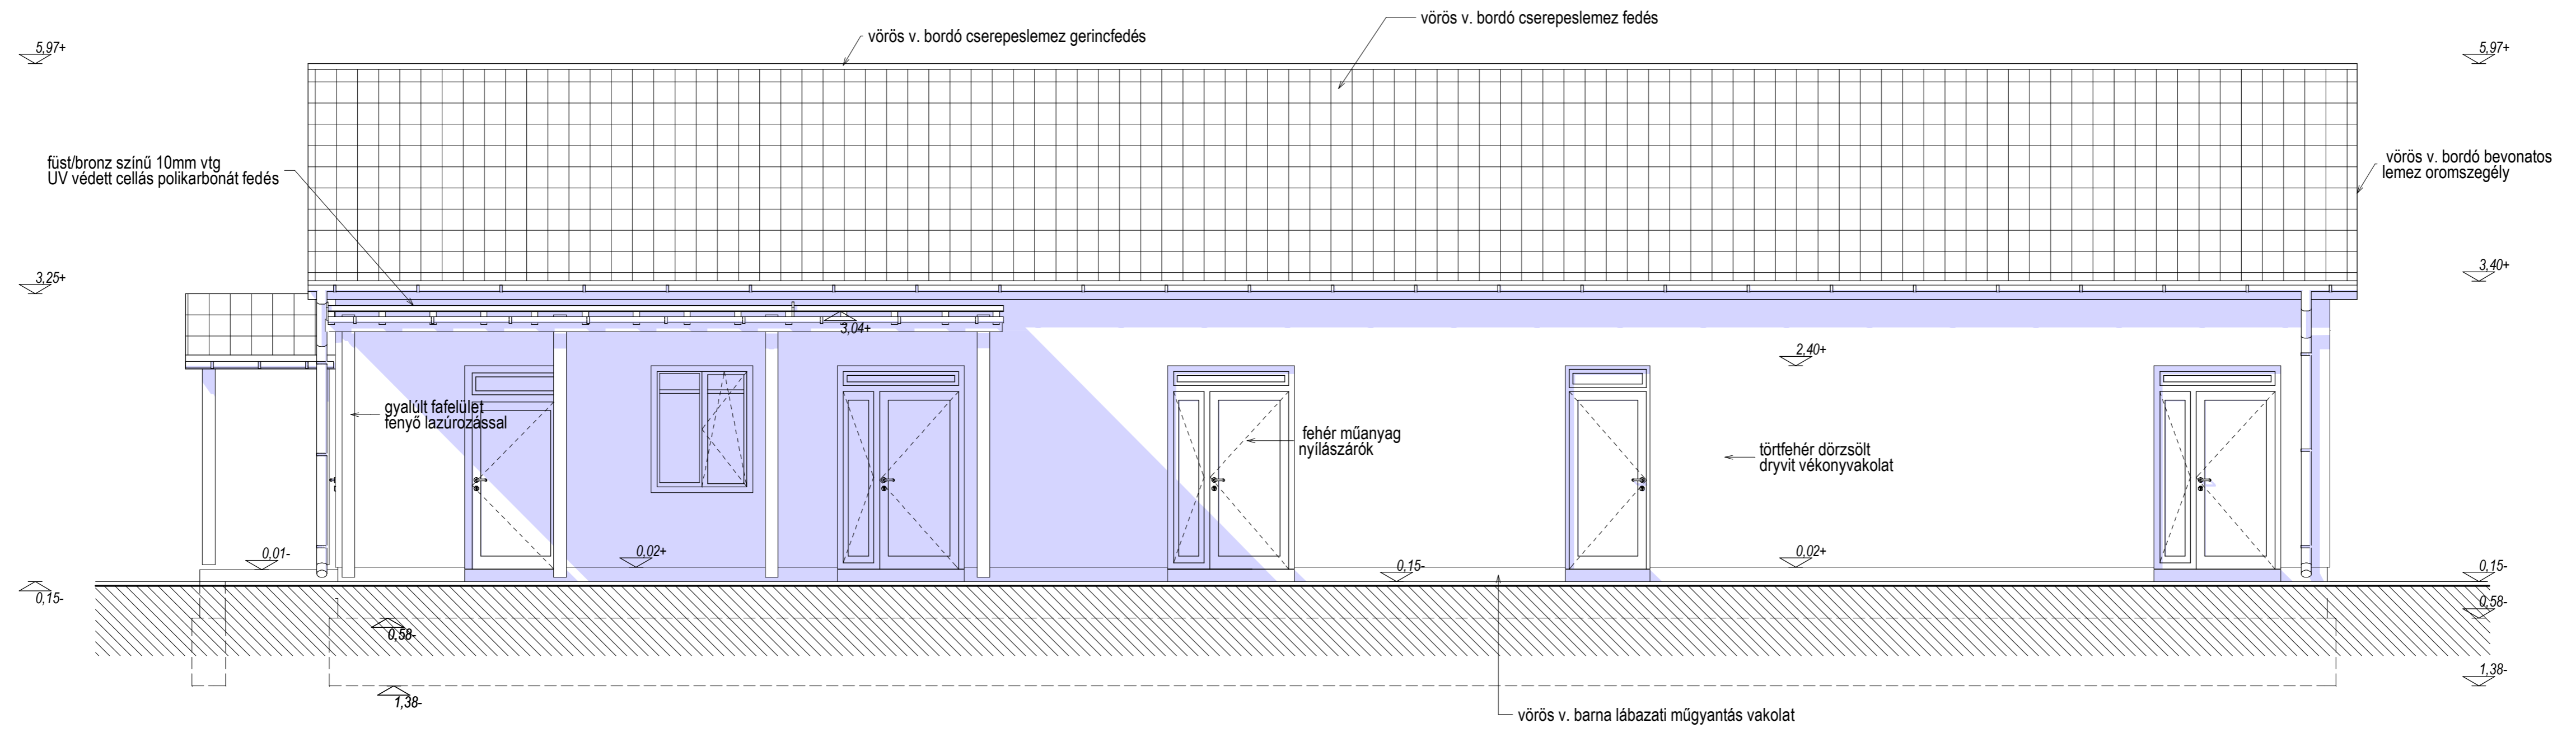 vörös v. bordó cserepeslemez fedés
vörös v. bordó cserepeslemez gerincfedés
5,97+
5,97+
füst/bronz színű 10mm vtg
UV védett cellás polikarbonát fedés
vörös v. bordó bevonatos
lemez oromszegély
3,25+
3,40+
3,04+
2,40+
gyalúlt fafelület
fenyő lazúrozással
fehér műanyag
nyílászárók
törtfehér dörzsölt
dryvit vékonyvakolat
0,01-
0,02+
0,02+
0,15-
0,15-
0,15-
0,58-
0,58-
1,38-
1,38-
vörös v. barna lábazati műgyantás vakolat